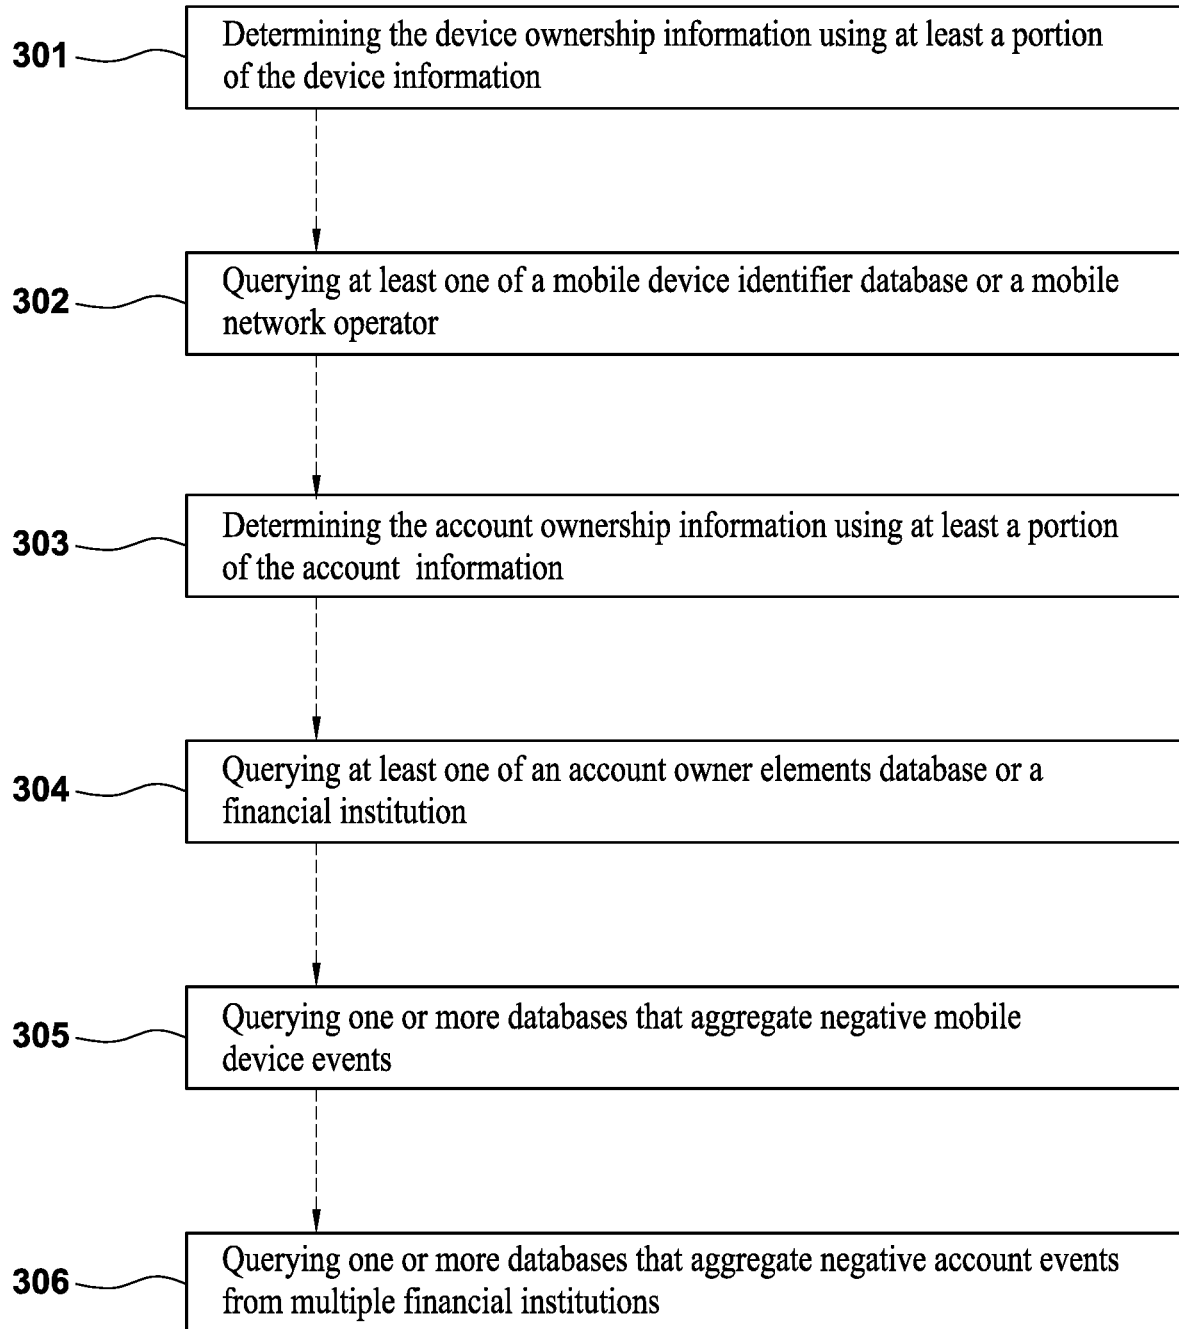 301
Determining the device ownership information using at least a portion
of the device information
302
Querying at least one of a mobile device identifier database or a mobile
network operator
303
Determining the account ownership information using at least a portion
of the account information
304
Querying at least one of an account owner elements database or a
financial institution
305
Querying one or more databases that aggregate negative mobile
device events
306
Querying one or more databases that aggregate negative account events
from multiple financial institutions